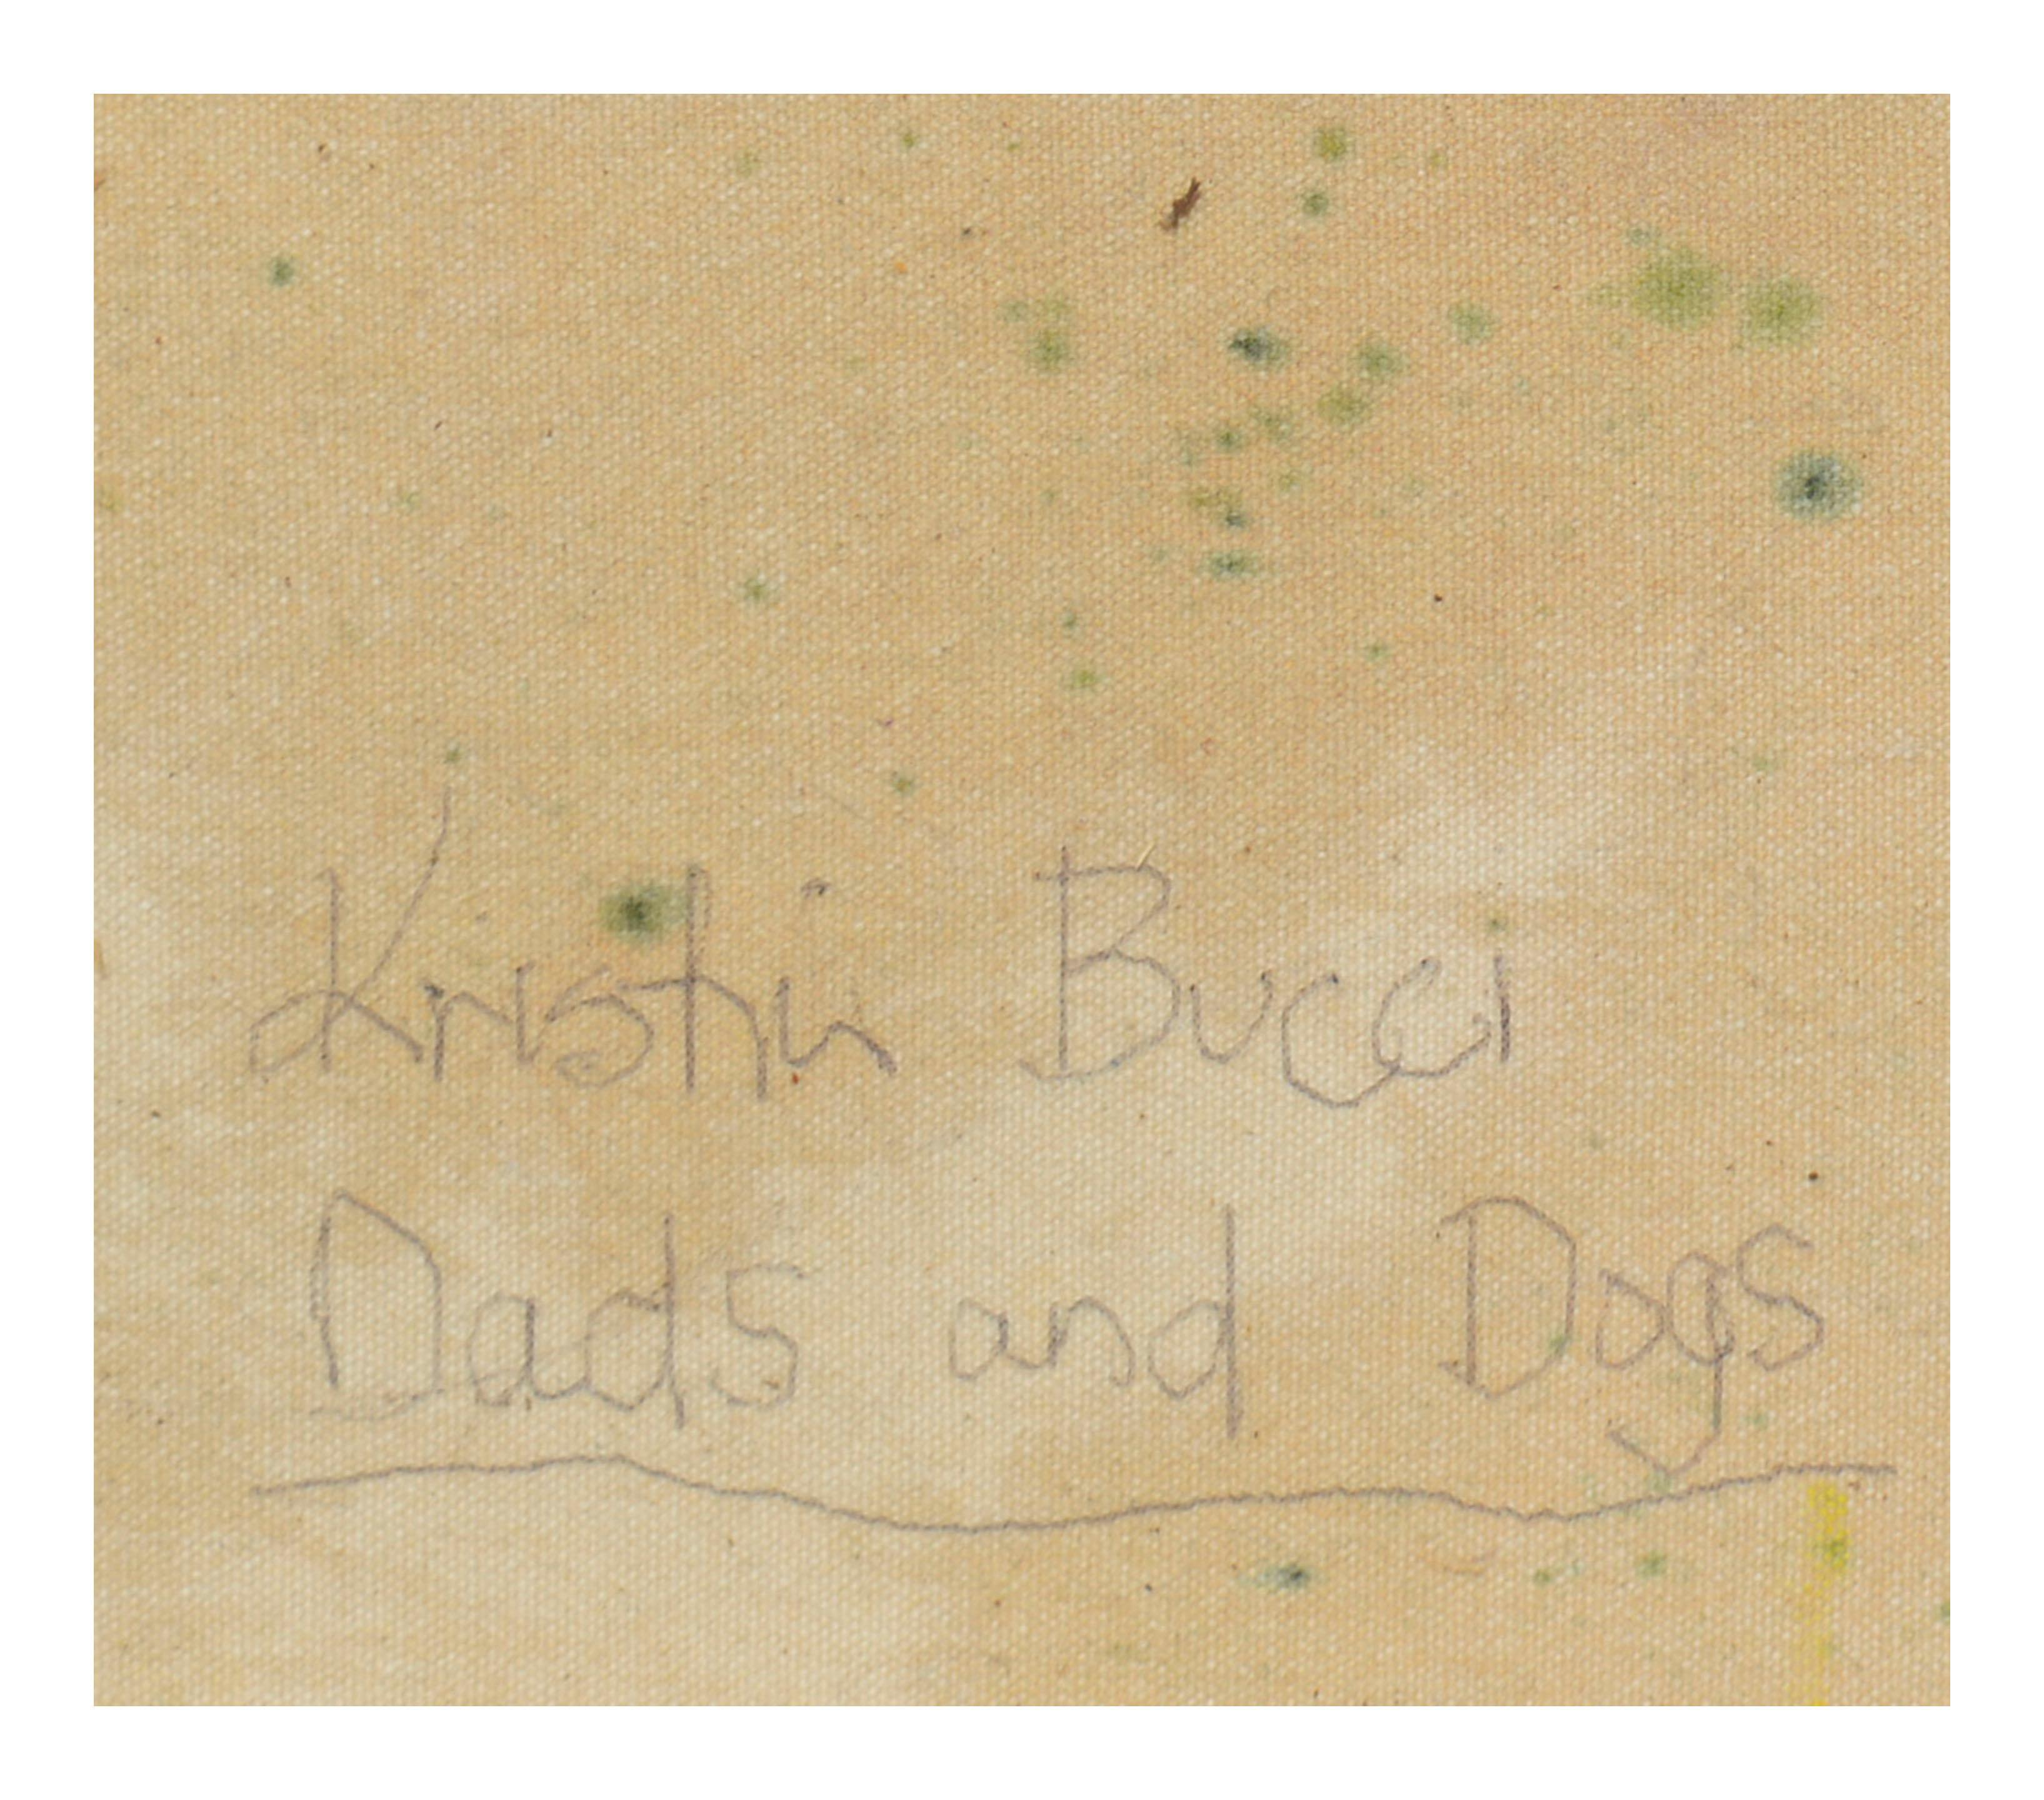 Kristin Bucci
Dads and Dogs